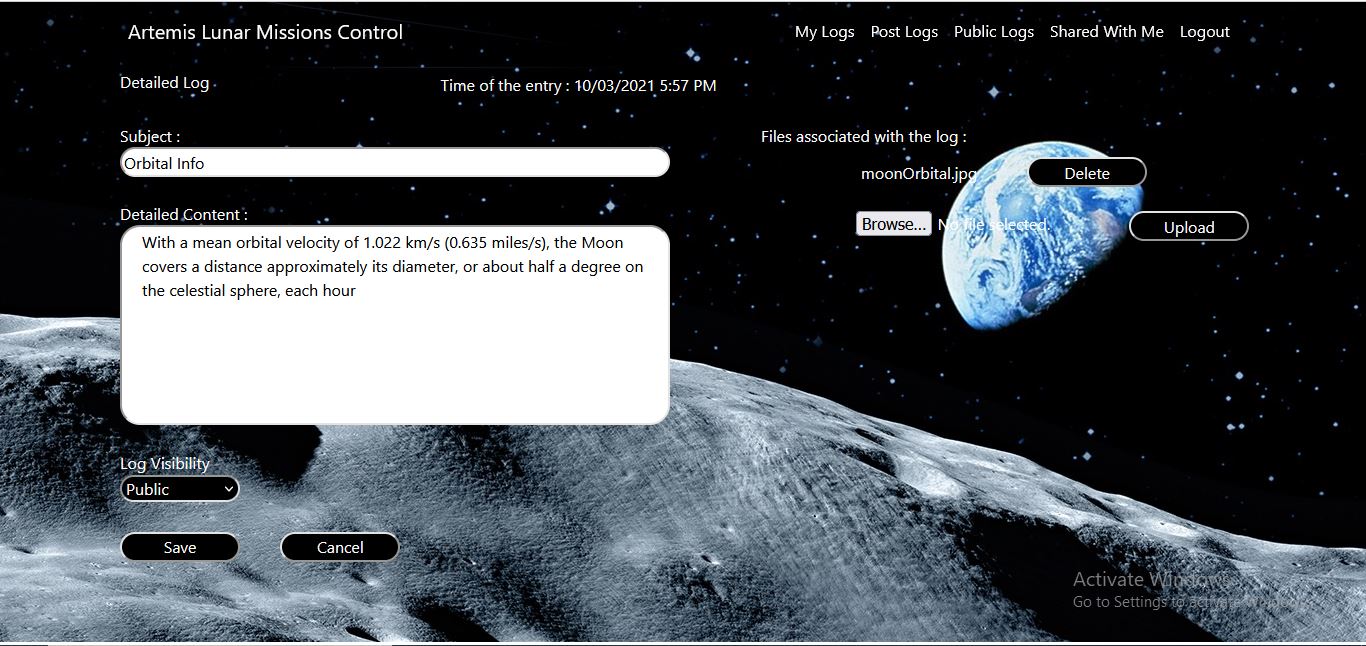 Artemis Lunar Missions Control
My Logs Post Logs Public Logs Shared With Me Logout
Detailed Log
Time of the entry : 10/03/2021 5:57 PM
Subject :
Orbital Info
Detailed Content :
With a mean orbital velocity of 1.022 km/s (0.635 miles/s), the Moon
covers a distance approximately its diameter, or about half a degree on
the celestial sphere, each hour
Log Visibility
Public
Save Cancel
Files associated with the log :
moonOrbital.jpg Delete
Browse... No file selected. Upload
Activate Windows
Go to Settings to activate Windows.